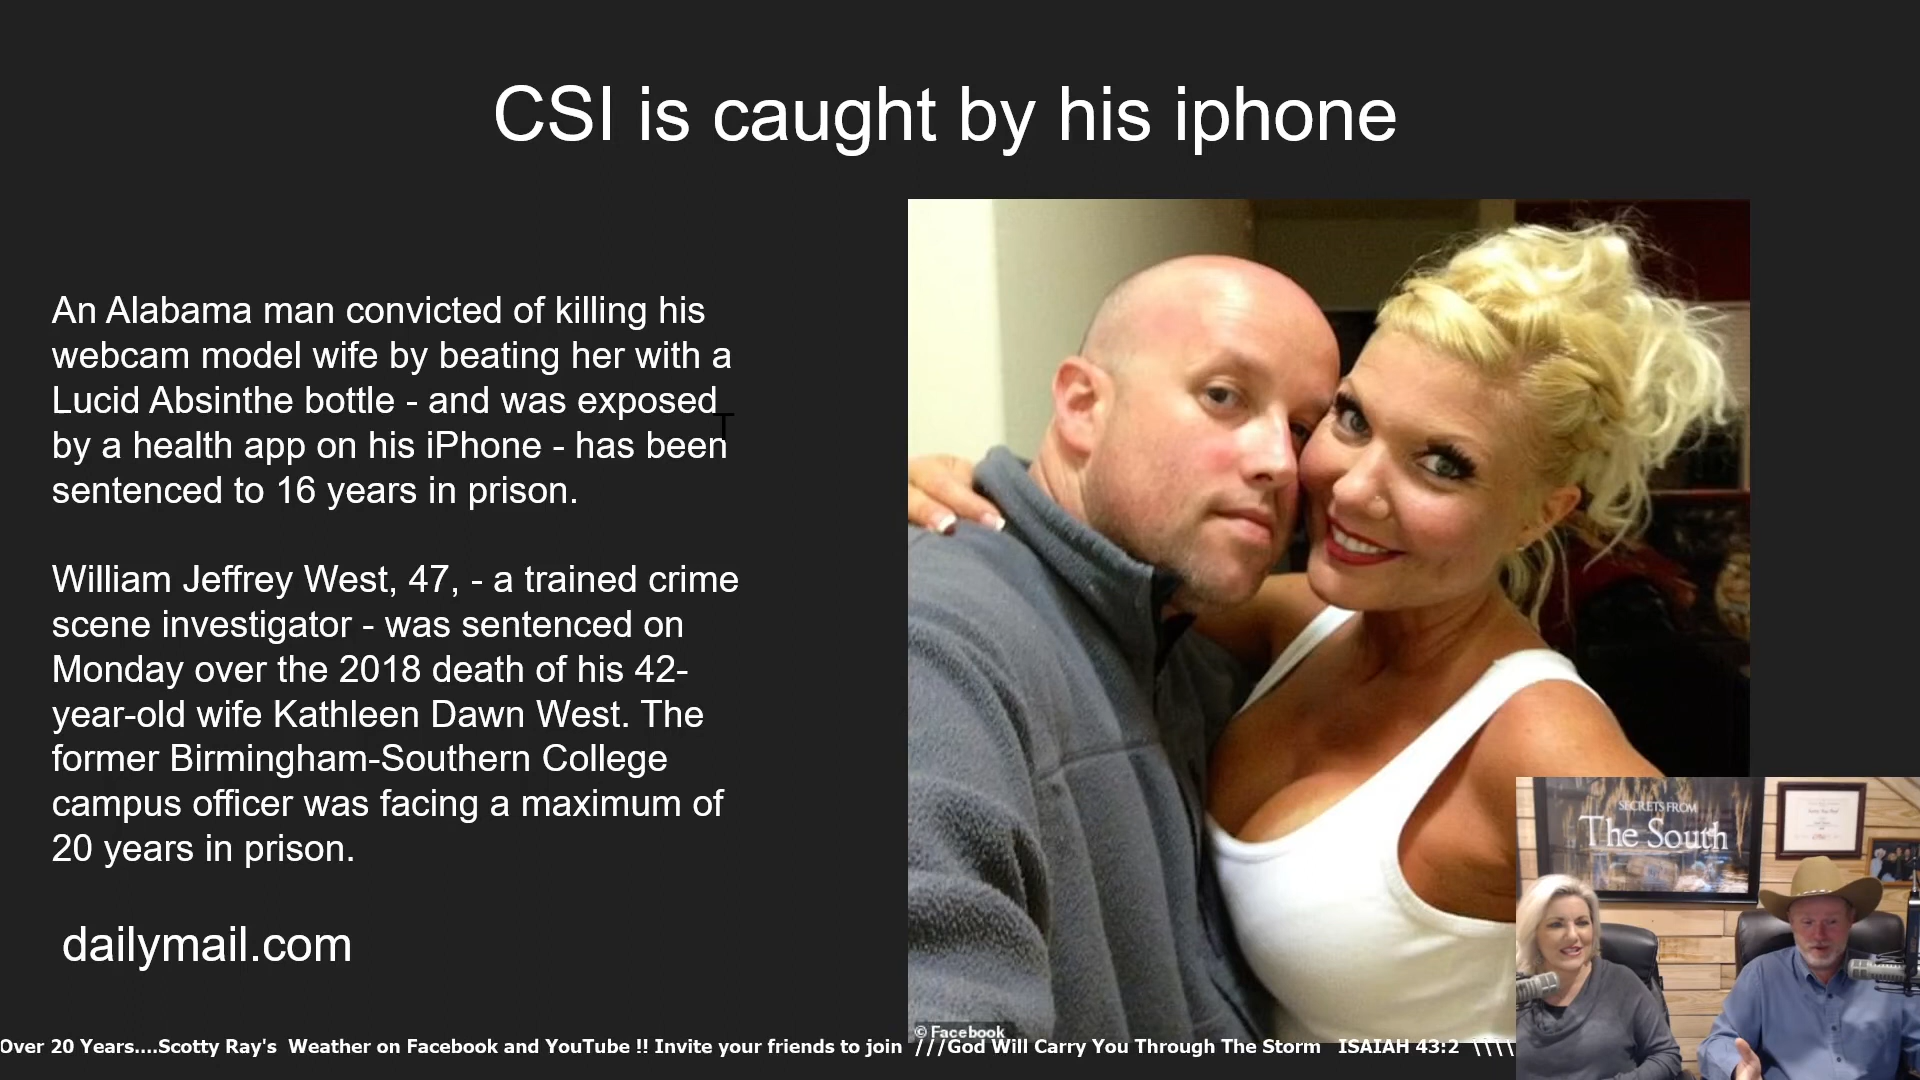 CSI is caught by his iphone
An Alabama man convicted of killing his
webcam model wife by beating her with a
Lucid Absinthe bottle - and was exposed
by a health app on his iPhone - has been
sentenced to 16 years in prison.
William Jeffrey West, 47, - a trained crime
scene investigator - was sentenced on
Monday over the 2018 death of his 42-
year-old wife Kathleen Dawn West. The
former Birmingham-Southern College
campus officer was facing a maximum of
20 years in prison.
dailymail.com
© Facebook
SECRETS FROM
The South
Over 20 Years....Scotty Ray's  Weather on Facebook and YouTube !! Invite your friends to join  ///God Will Carry You Through The Storm   ISAIAH 43:2  \\\\